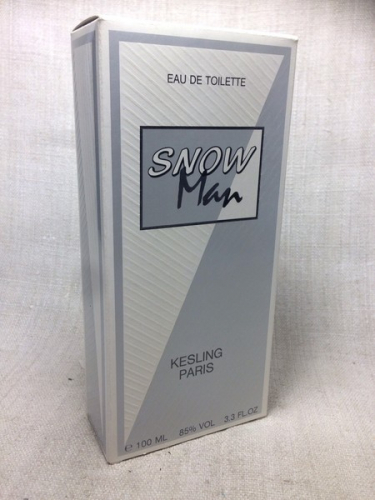 EAU DE TOILETTE
SNOW
Man
KESLING
PARIS
e 100 ML 85% VOL 3.3 FL.OZ